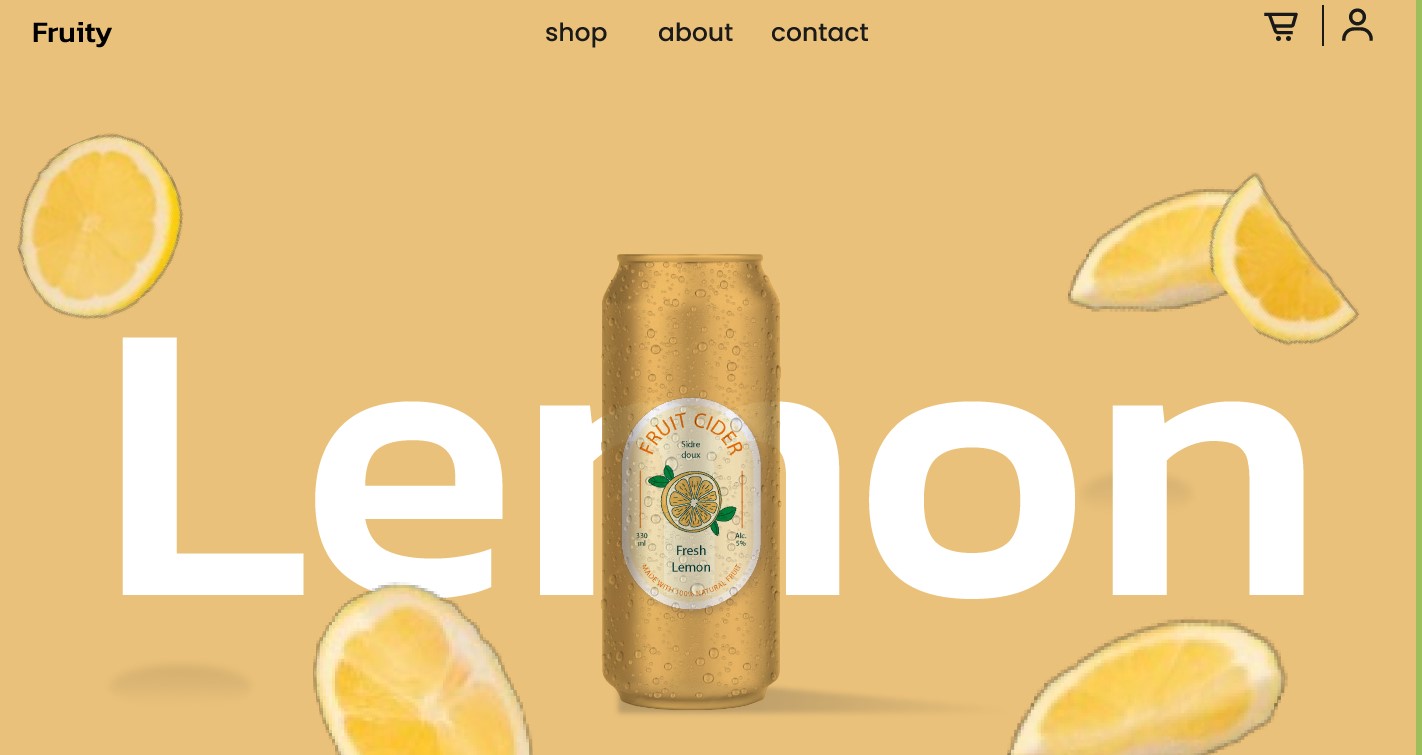 Fruity
shop about contact
Lemon
FRUIT CIDER
Sidre
doux
330
ml
Alc.
5%
Fresh
Lemon
MADE WITH 100% NATURAL FRUIT